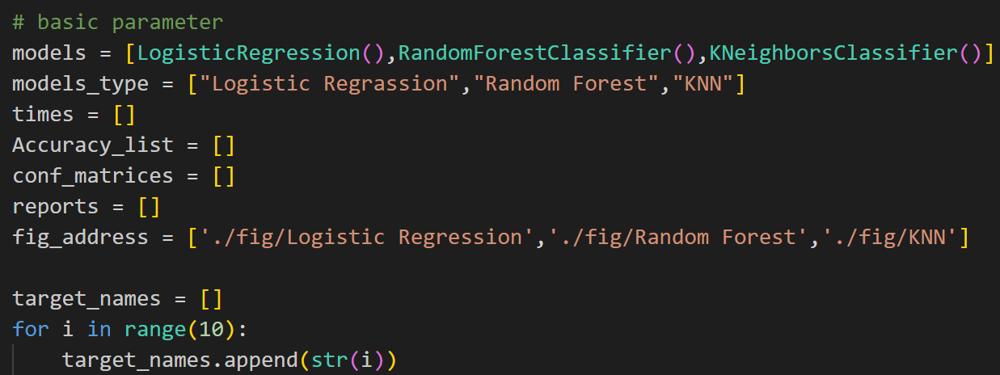 # basic parameter
models = [LogisticRegression(),RandomForestClassifier(),KNeighborsClassifier()]
models_type = ["Logistic Regrassion","Random Forest","KNN"]
times = []
Accuracy_list = []
conf_matrices = []
reports = []
fig_address = ['./fig/Logistic Regression','./fig/Random Forest','./fig/KNN']

target_names = []
for i in range(10):
    target_names.append(str(i))